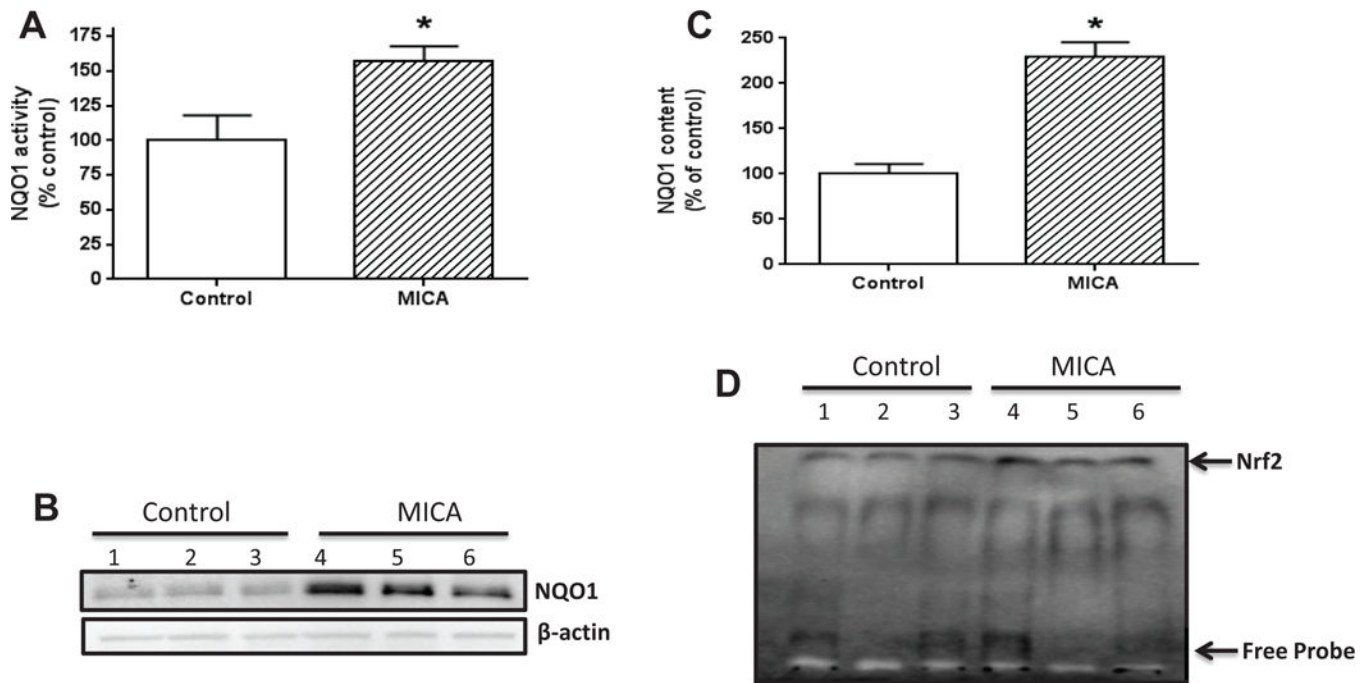 A
NQO1 activity
(% control)
175
150
125
100
75
50
25
0
*
Control
MICA
C
NQO1 content
(% of control)
250
200
150
100
50
0
*
Control
MICA
B
Control
MICA
1 2 3 4 5 6
NQO1
β-actin
D
Control
MICA
1 2 3 4 5 6
Nrf2
Free Probe